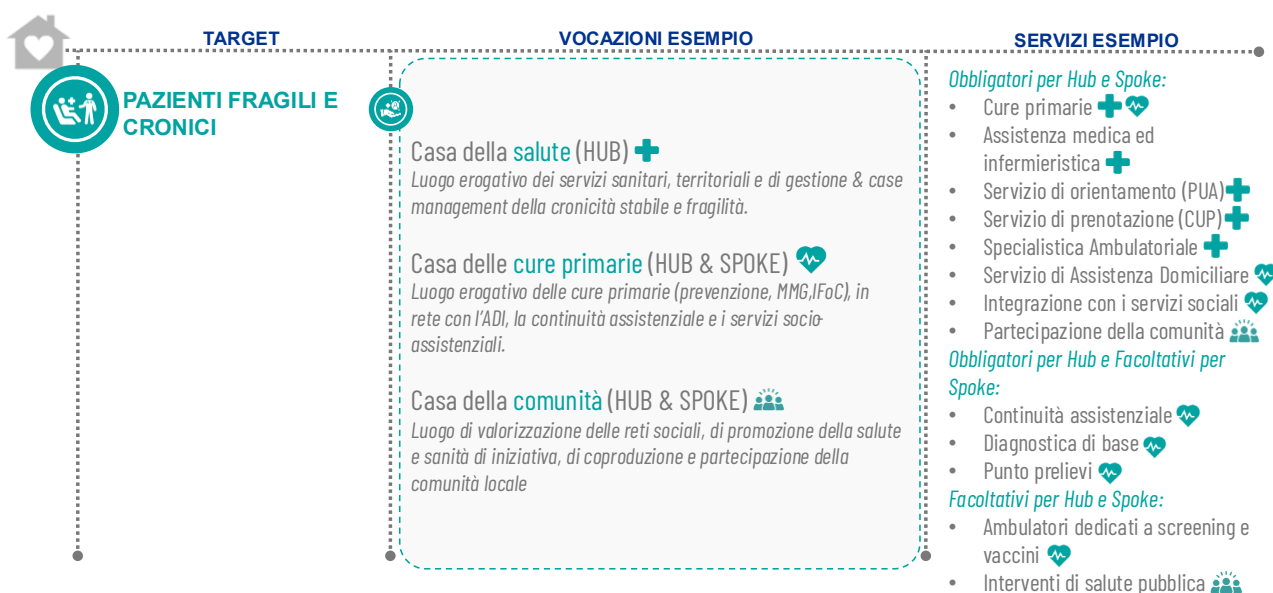 TARGET
VOCAZIONI ESEMPIO
SERVIZI ESEMPIO
PAZIENTI FRAGILI E
CRONICI
Casa della salute (HUB)
Luogo erogativo dei servizi sanitari, territoriali e di gestione & case
management della cronicità stabile e fragilità.
Casa delle cure primarie (HUB & SPOKE)
Luogo erogativo delle cure primarie (prevenzione, MMG,IFoC), in
rete con l'ADI, la continuità assistenziale e i servizi socio-
assistenziali.
Casa della comunità (HUB & SPOKE)
Luogo di valorizzazione delle reti sociali, di promozione della salute
e sanità di iniziativa, di coproduzione e partecipazione della
comunità locale
Obbligatori per Hub e Spoke:
• Cure primarie
• Assistenza medica ed
infermieristica
• Servizio di orientamento (PUA)
• Servizio di prenotazione (CUP)
• Specialistica Ambulatoriale
• Servizio di Assistenza Domiciliare
• Integrazione con i servizi sociali
• Partecipazione della comunità
Obbligatori per Hub e Facoltativi per
Spoke:
• Continuità assistenziale
• Diagnostica di base
• Punto prelievi
Facoltativi per Hub e Spoke:
• Ambulatori dedicati a screening e
vaccini
• Interventi di salute pubblica